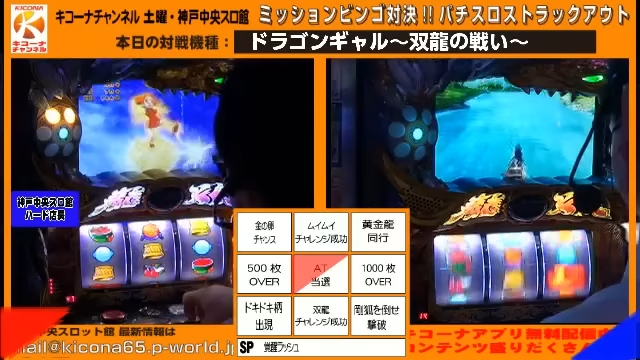 KICONA
キコーナ
チャンネル
キコーナチャンネル 土曜・神戸中央スロ館 ミッションビンゴ対決!! パチスロストラックアウト
本日の対戦機種: ドラゴンギャル〜双龍の戦い〜
神戸中央スロ館
ハード店長
金の卵
チャンス
ムイムイ
チャレンジ成功
黄金龍
同行
500枚
OVER
AT
当選
1000枚
OVER
ドキドキ柄
出現
双龍
チャレンジ成功
剛狐を倒せ
撃破
SP 覚醒ラッシュ
央スロット館 最新情報は
mail@kicona65.p-world.jp
キコーナアプリ無料配信
コンテンツ盛りだくさん